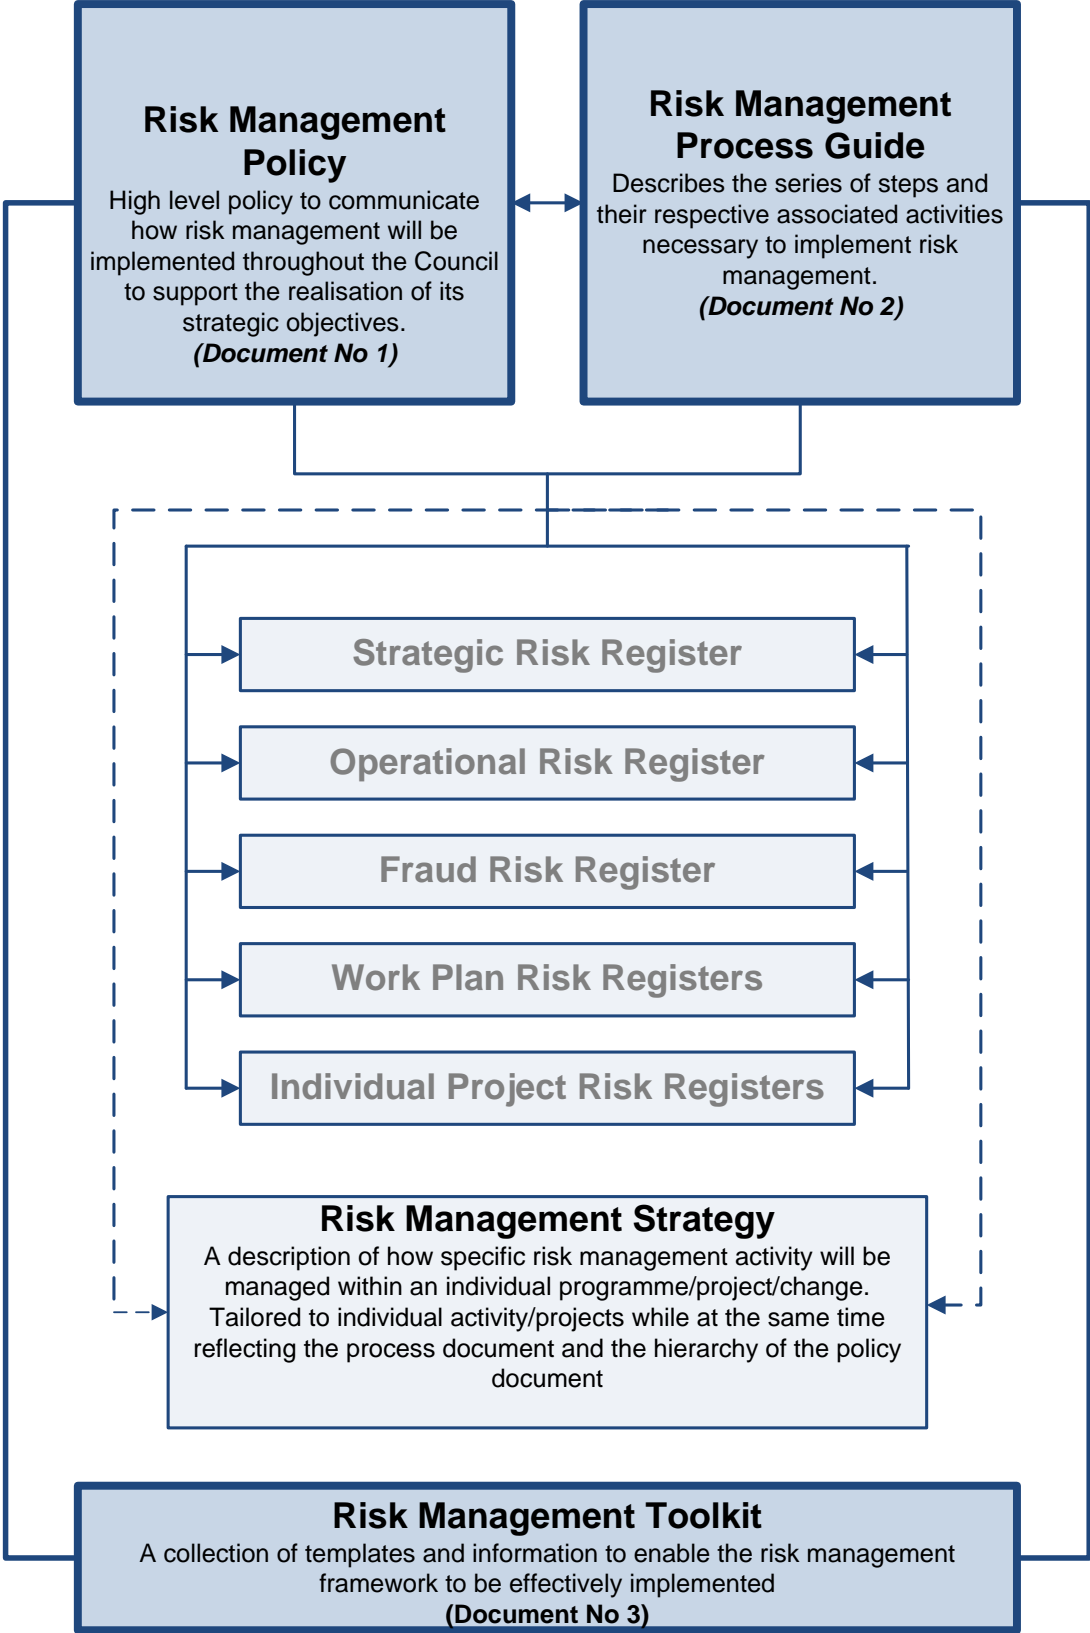 Risk Management
Policy
High level policy to communicate
how risk management will be
implemented throughout the Council
to support the realisation of its
strategic objectives.
(Document No 1)
Risk Management
Process Guide
Describes the series of steps and
their respective associated activities
necessary to implement risk
management.
(Document No 2)
Strategic Risk Register
Operational Risk Register
Fraud Risk Register
Work Plan Risk Registers
Individual Project Risk Registers
Risk Management Strategy
A description of how specific risk management activity will be
managed within an individual programme/project/change.
Tailored to individual activity/projects while at the same time
reflecting the process document and the hierarchy of the policy
document
Risk Management Toolkit
A collection of templates and information to enable the risk management
framework to be effectively implemented
(Document No 3)